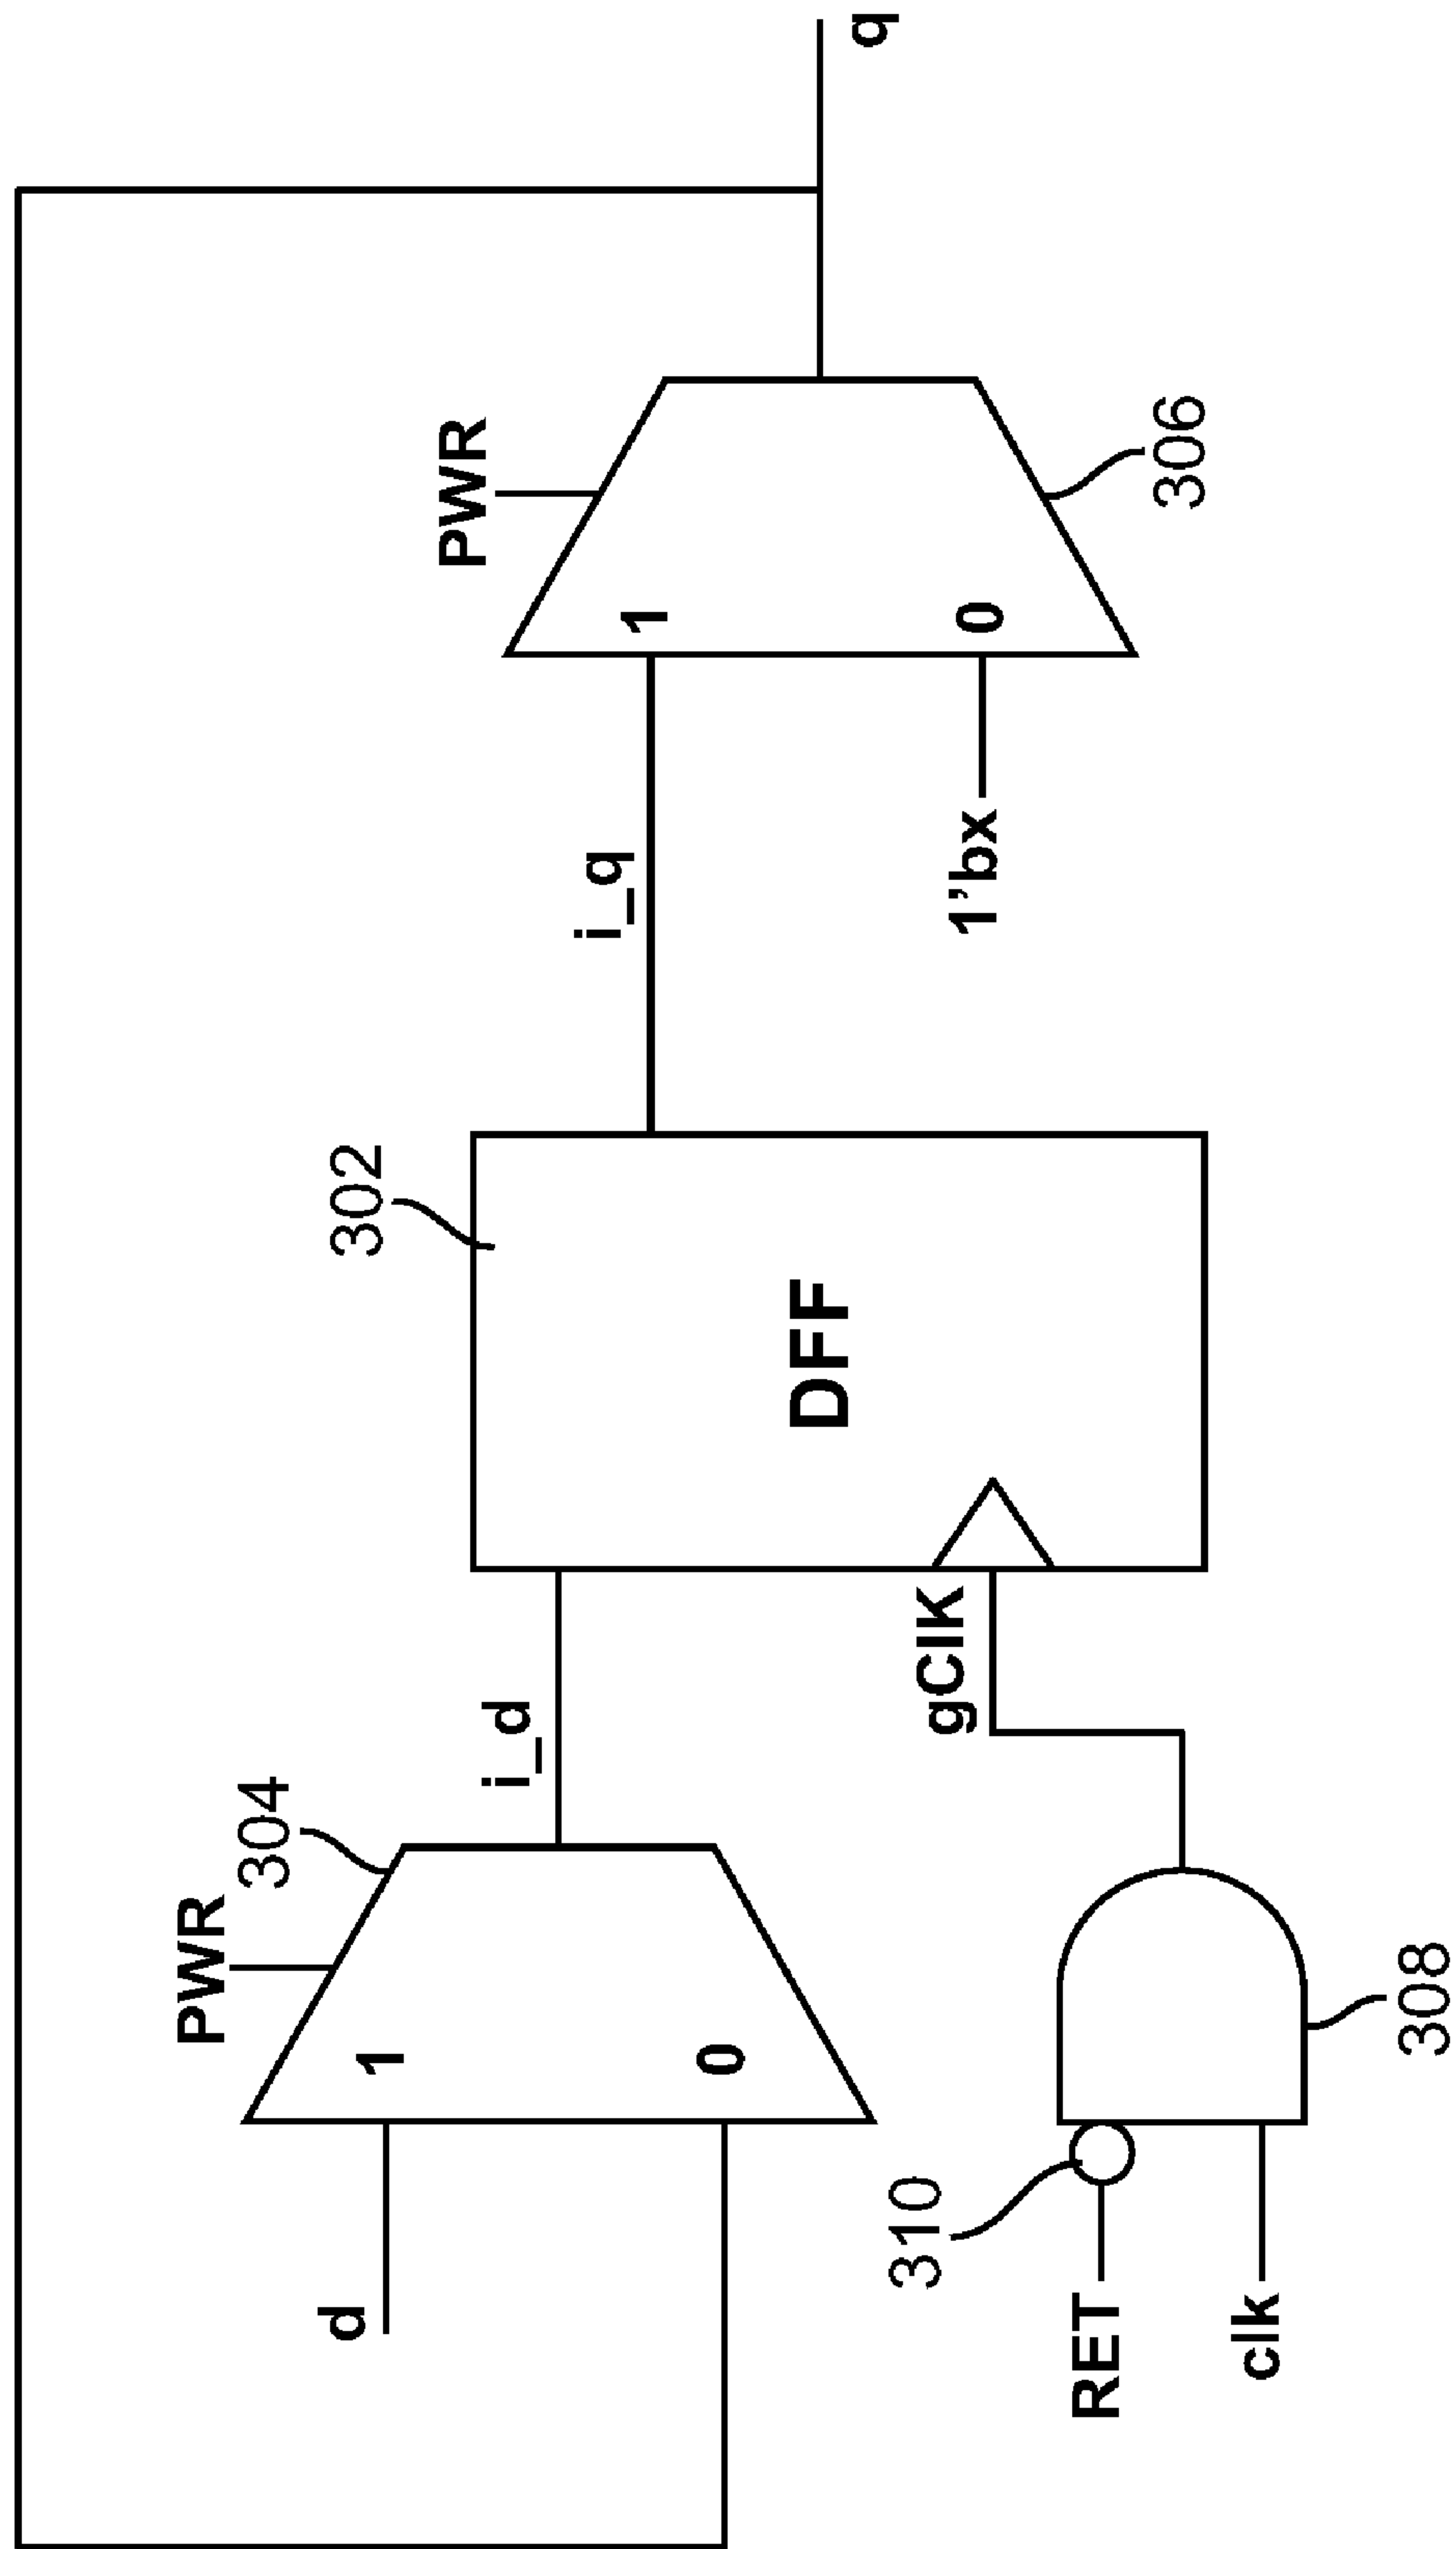 PWR
304
d
1
0
i_d
302
DFF
gClK
310
RET
clk
308
i_q
PWR
1
0
1'bx
306
q